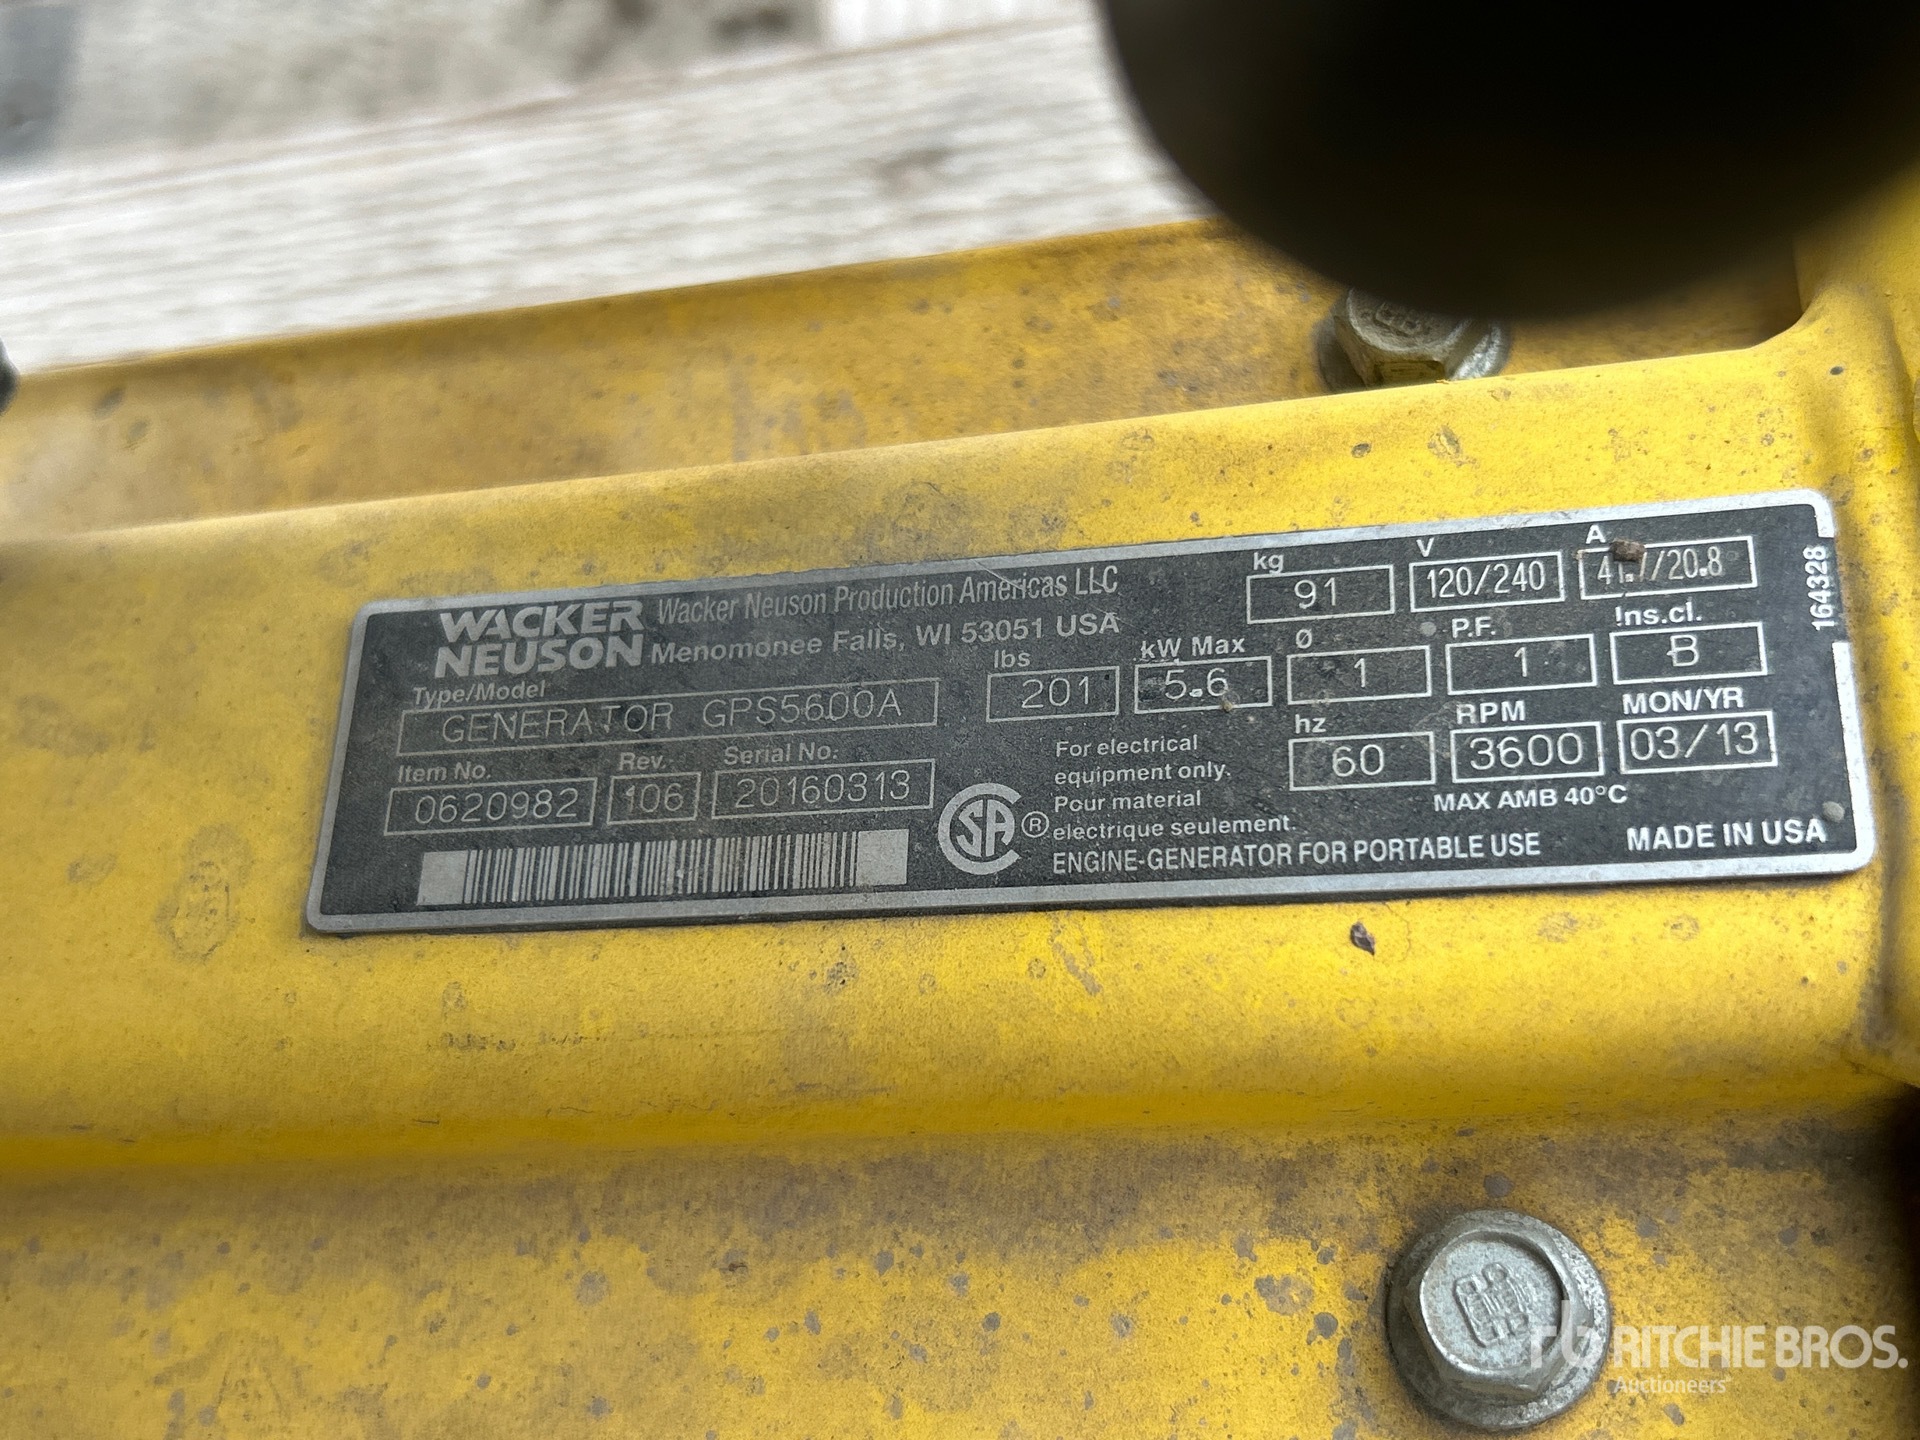 WACKER NEUSON
Wacker Neuson Production Americas LLC
Menomonee Falls, WI 53051 USA
Type/Model
GENERATOR GPS5600A
Item No. Rev. Serial No.
0620982 106 20160313
lbs
201
kW Max
5.6
kg
91
V
120/240
A
/20.8
ø
1
P.F.
1
Ins.cl.
B
hz
60
RPM
3600
MON/YR
03/13
MAX AMB 40°C
For electrical
equipment only.
Pour material
electrique seulement.
ENGINE-GENERATOR FOR PORTABLE USE
MADE IN USA
164328
SA ®
RITCHIE BROS.
Auctioneers